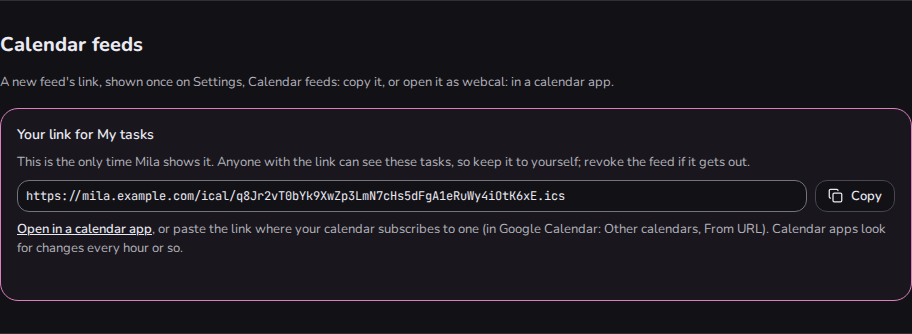 Calendar feeds
A new feed's link, shown once on Settings, Calendar feeds: copy it, or open it as webcal: in a calendar app.
Your link for My tasks
This is the only time Mila shows it. Anyone with the link can see these tasks, so keep it to yourself; revoke the feed if it gets out.
https://mila.example.com/ical/q8Jr2vT0bYk9XwZp3LmN7cHs5dFgA1eRuWy4iOtK6xE.ics
Copy
Open in a calendar app, or paste the link where your calendar subscribes to one (in Google Calendar: Other calendars, From URL). Calendar apps look
for changes every hour or so.